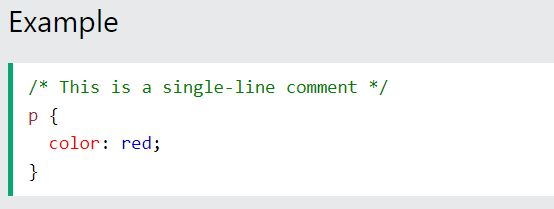 Example
/* This is a single-line comment */
p {
  color: red;
}